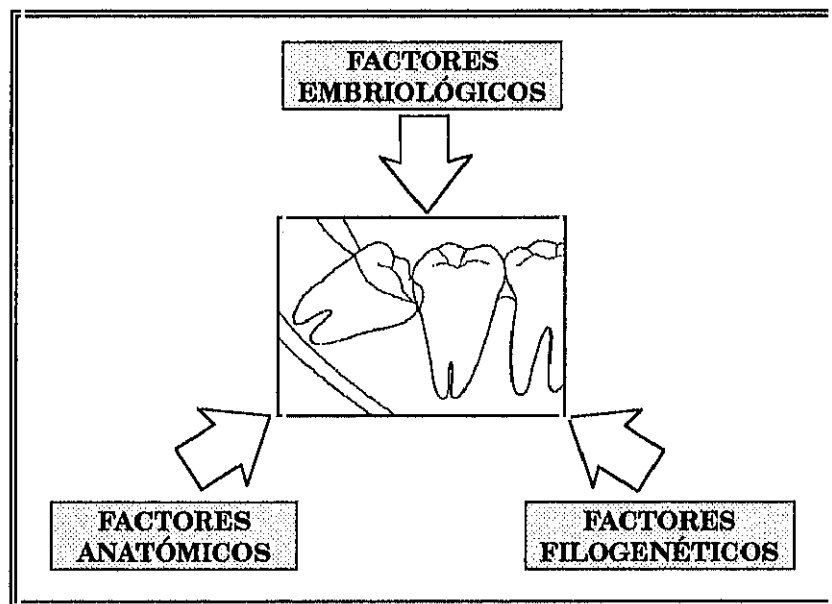 FACTORES
EMBRIOLÓGICOS
FACTORES
ANATÓMICOS
FACTORES
FILOGENÉTICOS